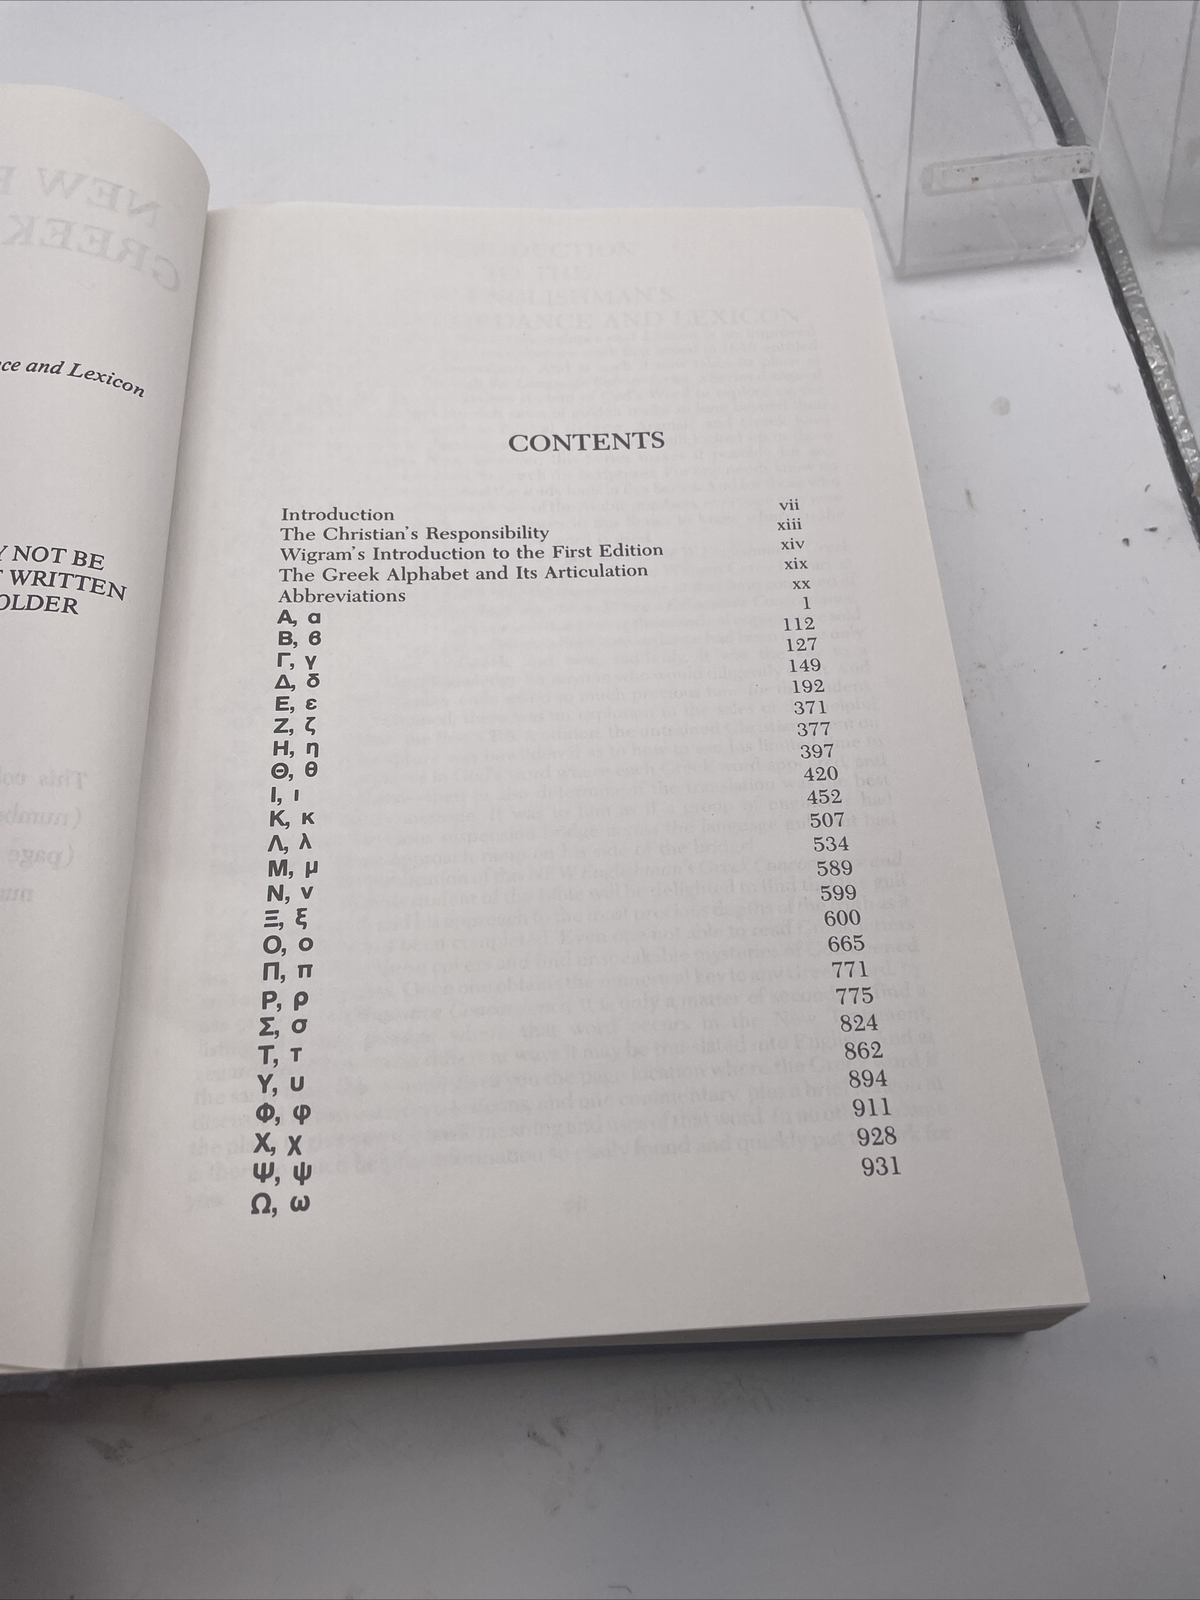 ce and Lexicon
Y NOT BE
T WRITTEN
OLDER
CONTENTS
Introduction vii
The Christian's Responsibility xiii
Wigram's Introduction to the First Edition xiv
The Greek Alphabet and Its Articulation xix
Abbreviations xx
Α, α 1
Β, β 112
Γ, γ 127
Δ, δ 149
Ε, ε 192
Ζ, ζ 371
Η, η 377
Θ, θ 397
Ι, ι 420
Κ, κ 452
Λ, λ 507
Μ, μ 534
Ν, ν 589
Ξ, ξ 599
Ο, ο 600
Π, π 665
Ρ, ρ 771
Σ, σ 775
Τ, τ 824
Υ, υ 862
Φ, φ 894
Χ, χ 911
Ψ, ψ 928
Ω, ω 931